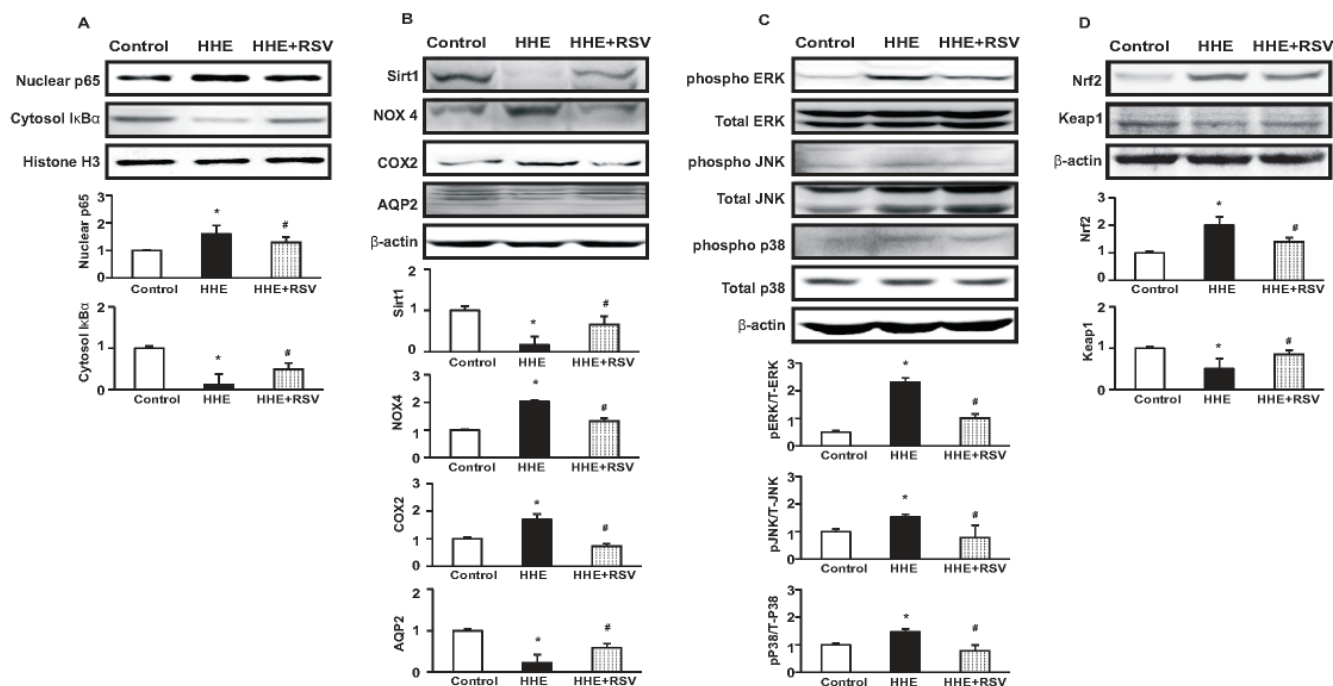 A
Control HHE HHE+RSV
Nuclear p65
Cytosol IκBα
Histone H3
Nuclear p65
3
2
1
0
*
#
Control HHE HHE+RSV
Cytosol IκBα
2
1
0
*
#
Control HHE HHE+RSV
B
Control HHE HHE+RSV
Sirt1
NOX 4
COX2
AQP2
β-actin
Sirt1
2
1
0
*
#
Control HHE HHE+RSV
NOX4
3
2
1
0
*
#
Control HHE HHE+RSV
COX2
3
2
1
0
*
#
Control HHE HHE+RSV
AQP2
2
1
0
*
#
Control HHE HHE+RSV
C
Control HHE HHE+RSV
phospho ERK
Total ERK
phospho JNK
Total JNK
phospho p38
Total p38
β-actin
pERK/T-ERK
3
2
1
0
*
#
Control HHE HHE+RSV
pJNK/T-JNK
3
2
1
0
*
#
Control HHE HHE+RSV
pP38/T-P38
3
2
1
0
*
#
Control HHE HHE+RSV
D
Control HHE HHE+RSV
Nrf2
Keap1
β-actin
Nrf2
3
2
1
0
*
#
Control HHE HHE+RSV
Keap1
2
1
0
*
#
Control HHE HHE+RSV